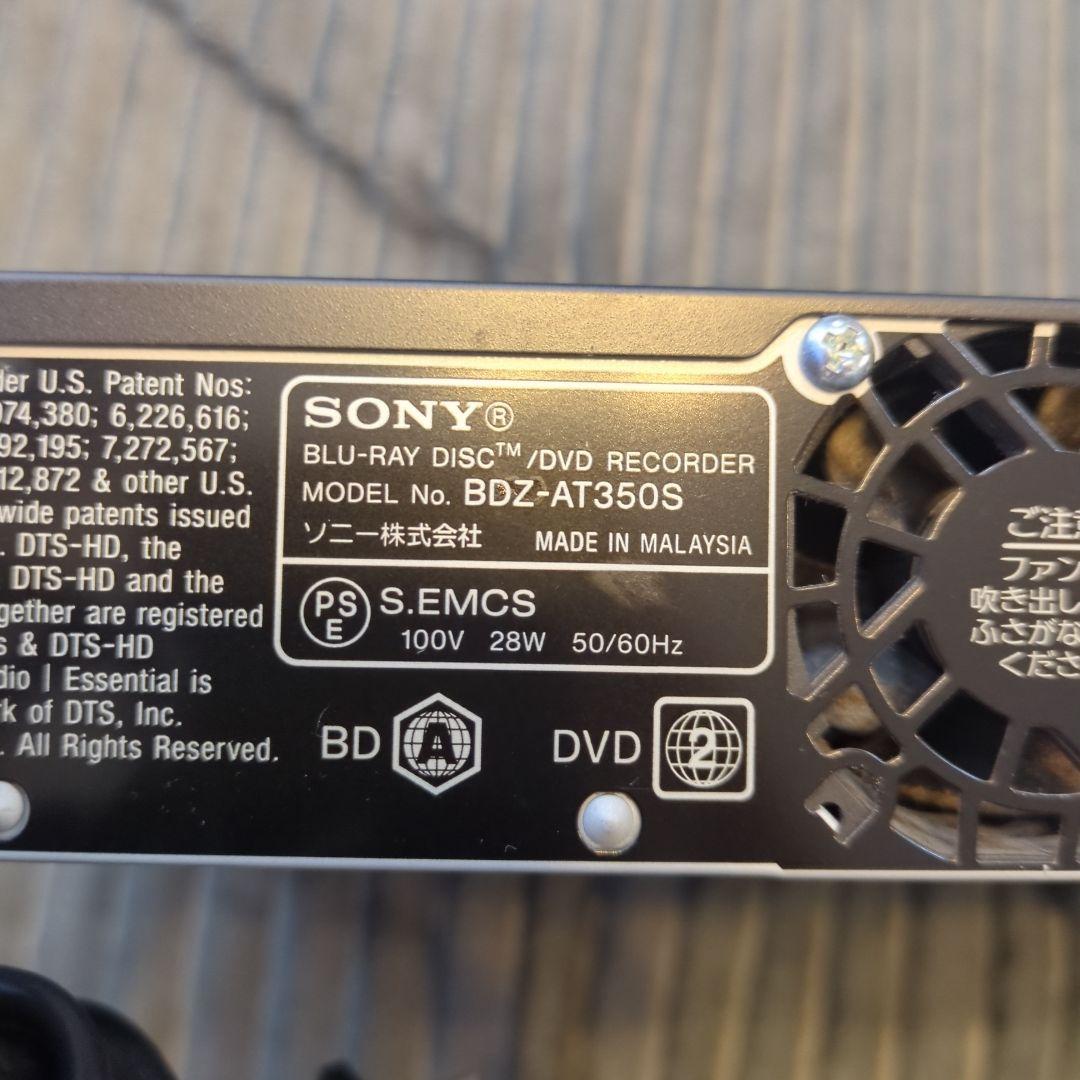 der U.S. Patent Nos:
074,380; 6,226,616;
92,195; 7,272,567;
12,872 & other U.S.
wide patents issued
. DTS-HD, the
DTS-HD and the
gether are registered
s & DTS-HD
dio | Essential is
rk of DTS, Inc.
. All Rights Reserved.
SONY®
BLU-RAY DISC™/DVD RECORDER
MODEL No. BDZ-AT350S
ソニー株式会社 MADE IN MALAYSIA
PSE S.EMCS
100V 28W 50/60Hz
BD A
DVD 2
ご注意
ファン
吹き出し
ふさがな
くださ